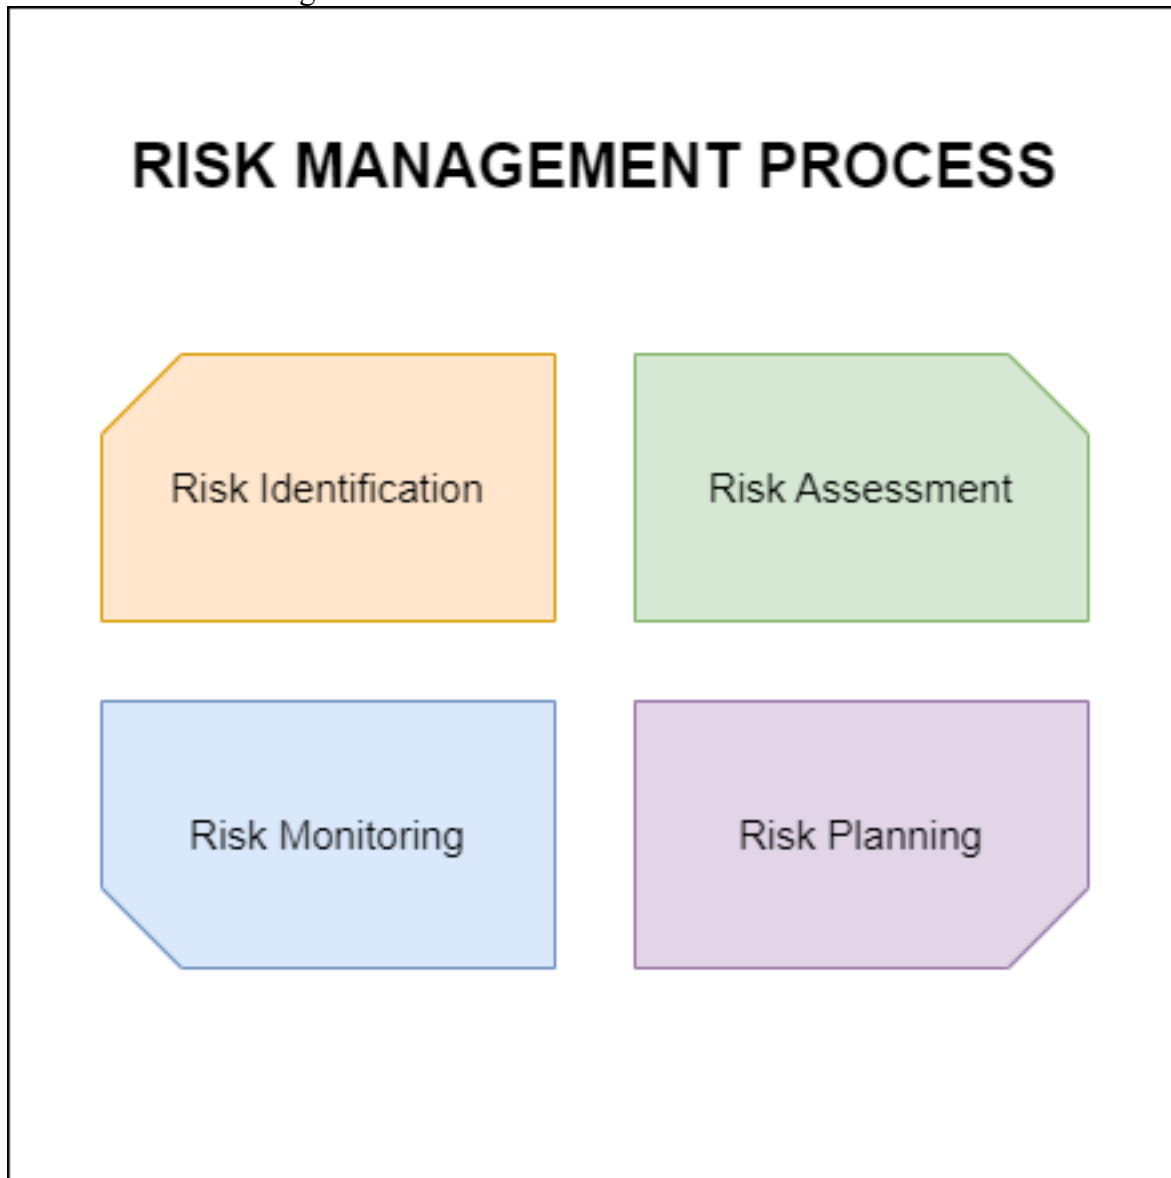 RISK MANAGEMENT PROCESS
Risk Identification
Risk Assessment
Risk Monitoring
Risk Planning